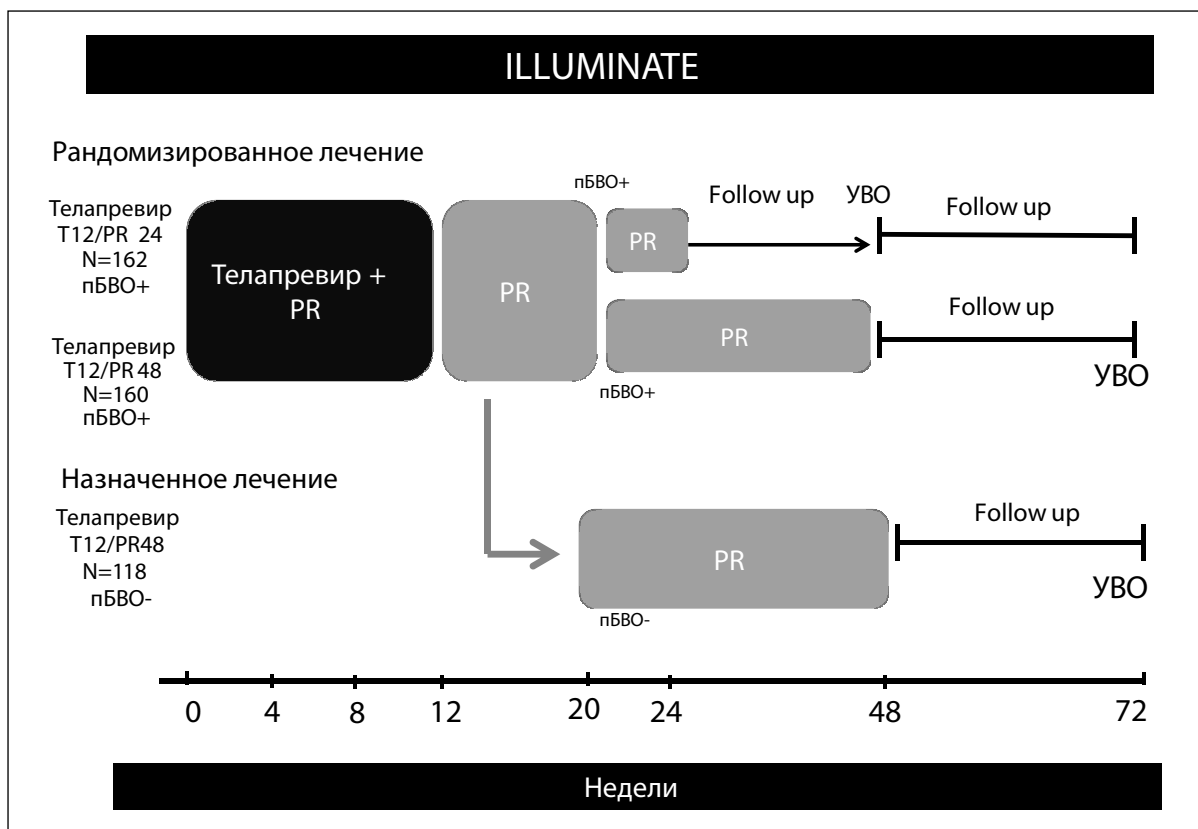 ILLUMINATE
Рандомизированное лечение
Телапревир
T12/PR 24
N=162
пБВО+
Телапревир +
PR
PR
пБВО+
PR
Follow up
УВО
Follow up
Телапревир
T12/PR 48
N=160
пБВО+
PR
пБВО+
Follow up
УВО
Назначенное лечение
Телапревир
T12/PR48
N=118
пБВО-
PR
пБВО-
Follow up
УВО
0 4 8 12 20 24 48 72
Недели